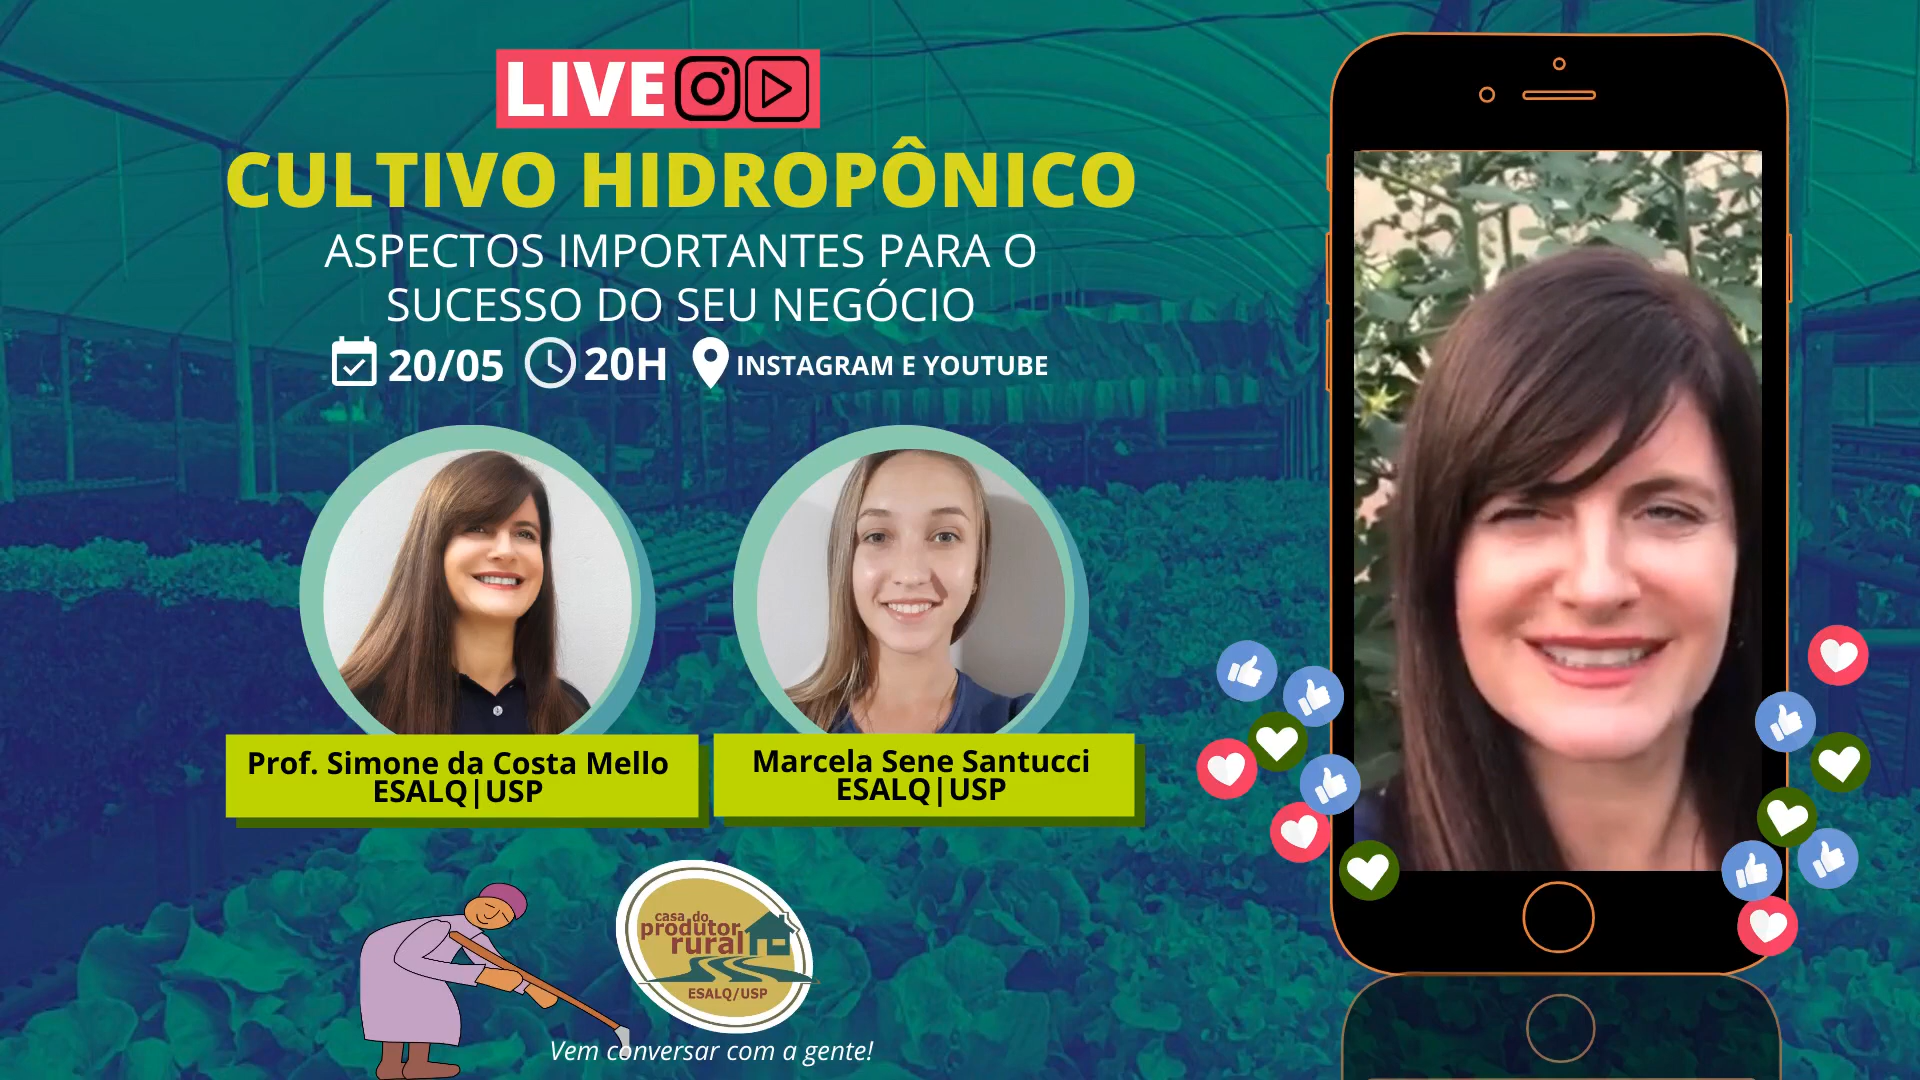 LIVE
CULTIVO HIDROPÔNICO
ASPECTOS IMPORTANTES PARA O
SUCESSO DO SEU NEGÓCIO
20/05 20H INSTAGRAM E YOUTUBE
Prof. Simone da Costa Mello
ESALQ|USP
Marcela Sene Santucci
ESALQ|USP
casa do
produtor
rural
ESALQ/USP
Vem conversar com a gente!